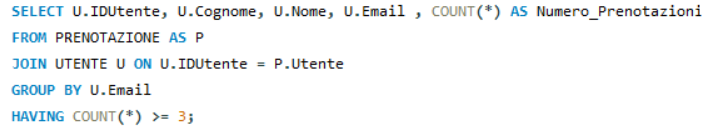 SELECT U.IDUtente, U.Cognome, U.Nome, U.Email , COUNT(*) AS Numero_Prenotazioni
FROM PRENOTAZIONE AS P
JOIN UTENTE U ON U.IDUtente = P.Utente
GROUP BY U.Email
HAVING COUNT(*) >= 3;